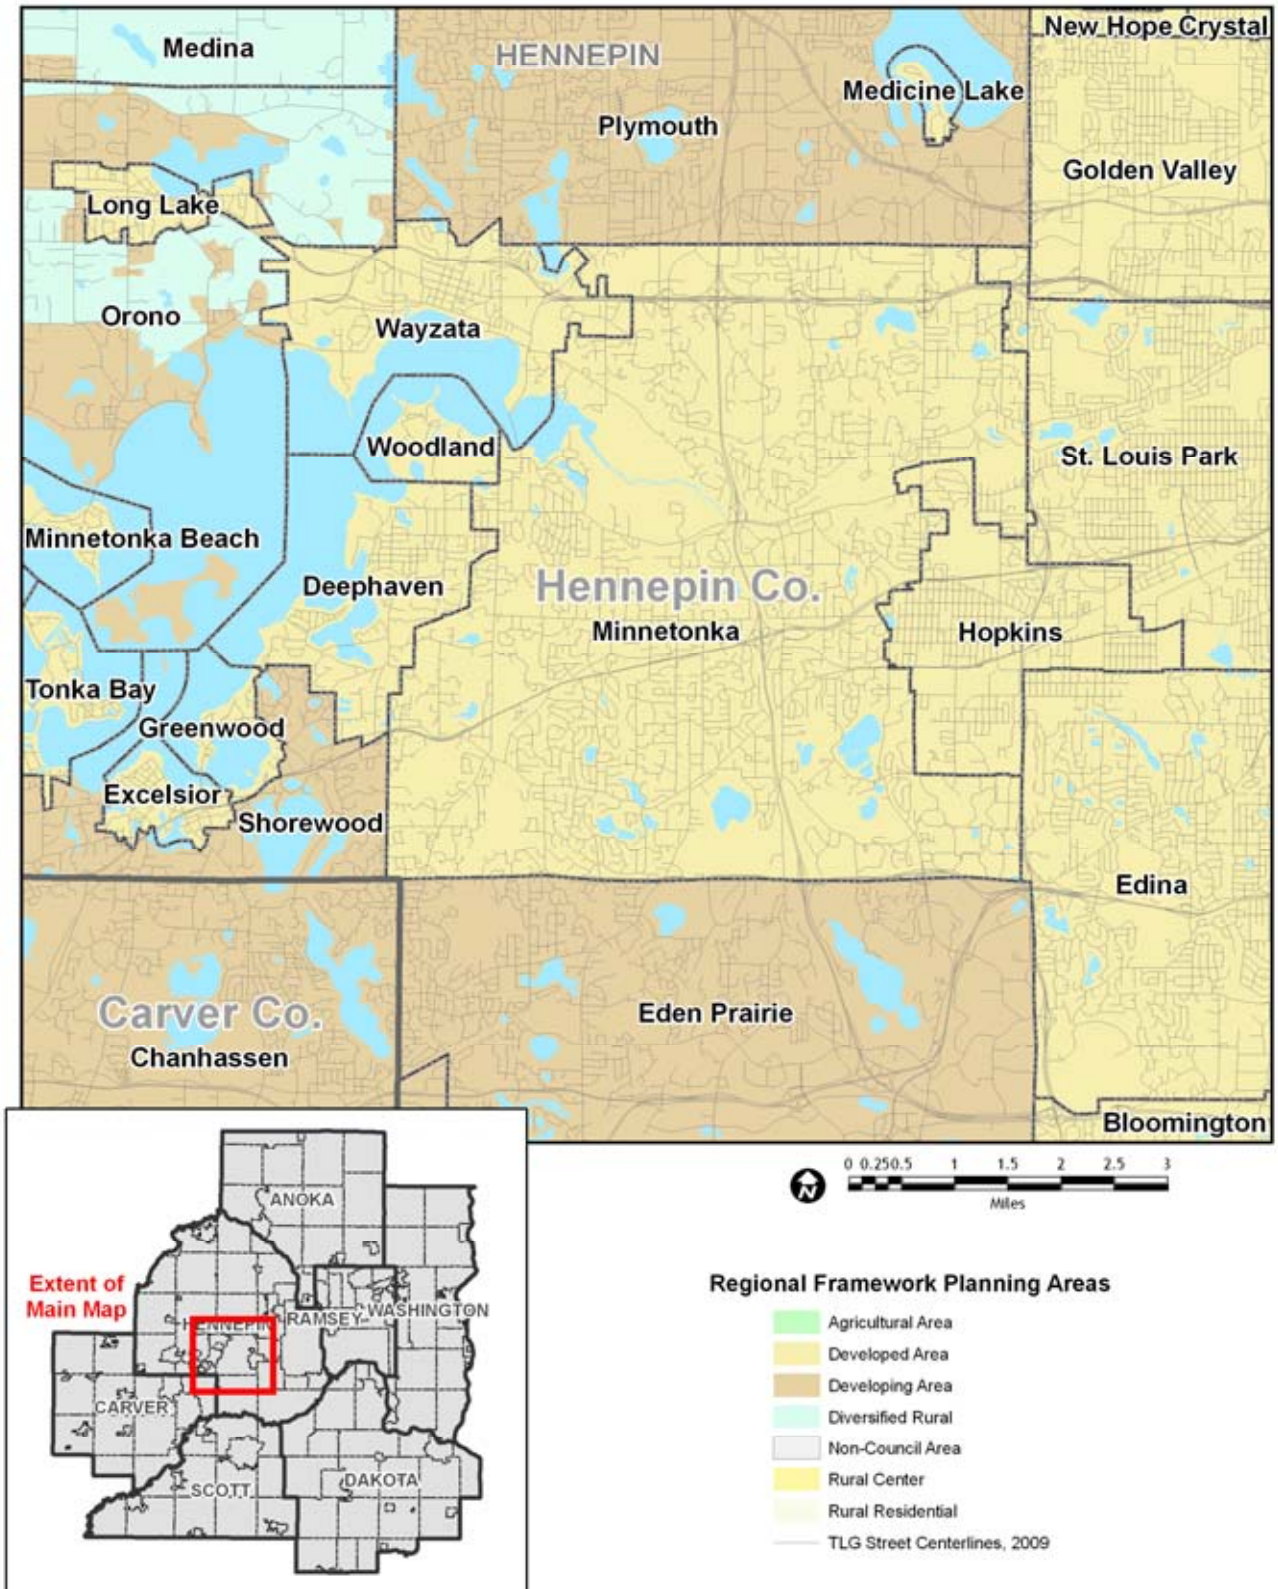 New Hope Crystal
Medina
HENNEPIN
Medicine Lake
Plymouth
Golden Valley
Long Lake
Orono
Wayzata
Woodland
St. Louis Park
Minnetonka Beach
Deephaven
Hennepin Co.
Minnetonka
Hopkins
Tonka Bay
Greenwood
Excelsior
Shorewood
Edina
Carver Co.
Chanhassen
Eden Prairie
Bloomington
0 0.25 0.5 1 1.5 2 2.5 3
Miles
N
Extent of
Main Map
ANOKA
HENNEPIN
RAMSEY
WASHINGTON
CARVER
SCOTT
DAKOTA
Regional Framework Planning Areas
Agricultural Area
Developed Area
Developing Area
Diversified Rural
Non-Council Area
Rural Center
Rural Residential
TLG Street Centerlines, 2009